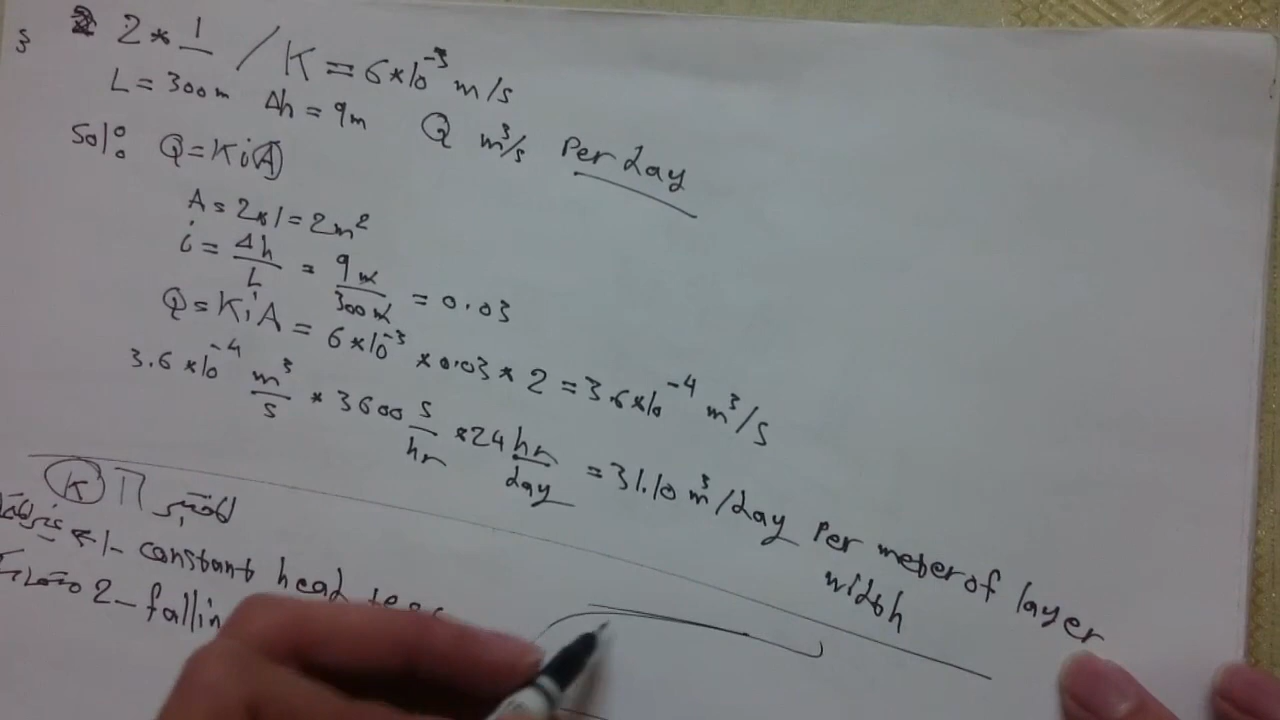 2*1 / K = 6*10⁻³ m/s
L = 300m Δh = 9m Q m³/s Per day
Sol: Q=KiA
A = 2*1 = 2m²
i = Δh/L = 9m/300m = 0.03
Q = KiA = 6*10⁻³ * 0.03 * 2 = 3.6*10⁻⁴ m³/s
3.6*10⁻⁴ m³/s * 3600 s/hr * 24 hr/day = 31.10 m³/day Per meter of layer
width
K
1- constant head
2- fallin